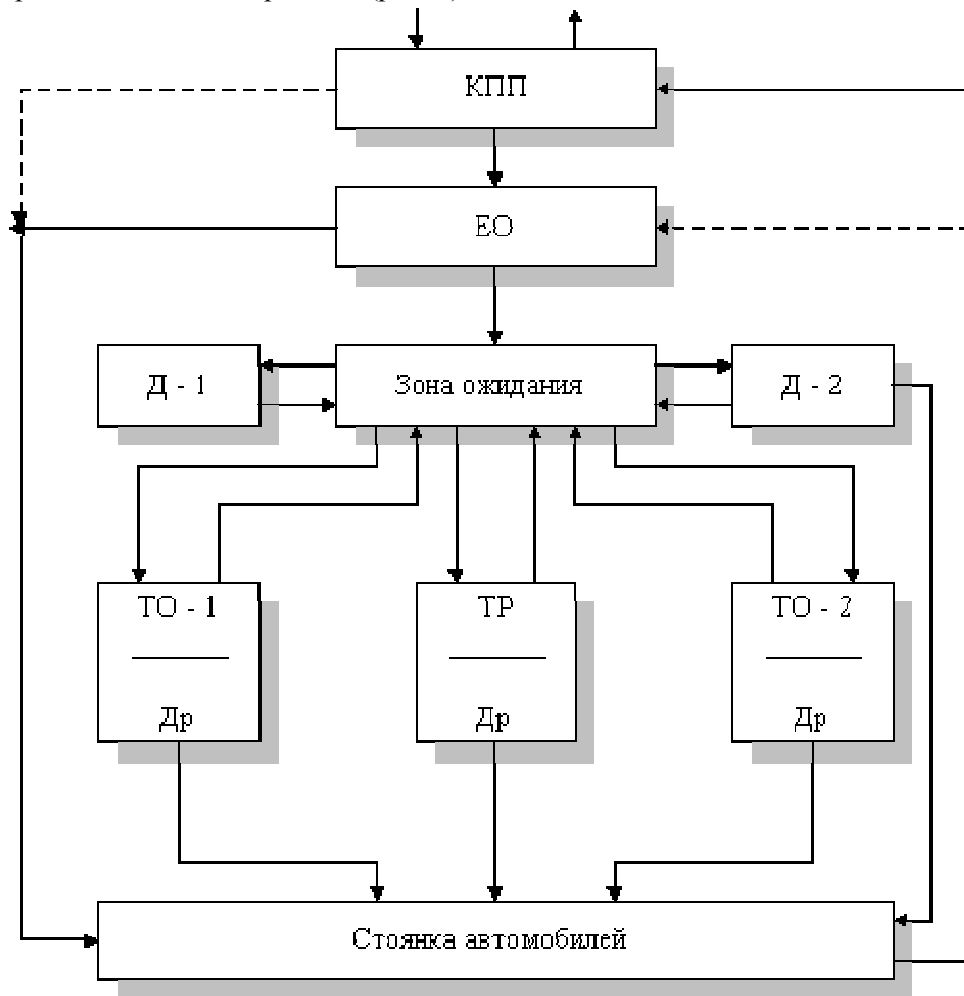 КПП
ЕО
Д - 1
Зона ожидания
Д - 2
ТО - 1
ТР
ТО - 2
Др
Др
Др
Стоянка автомобилей